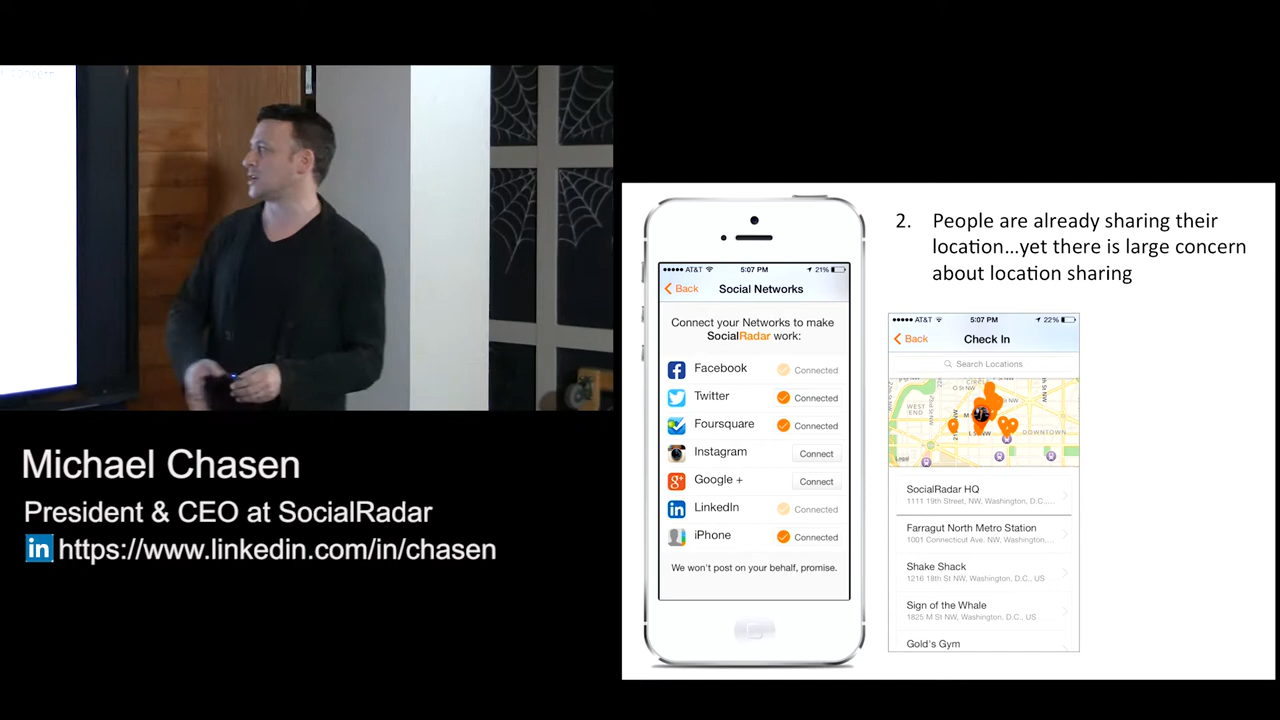 r concern
Michael Chasen
President & CEO at SocialRadar
in https://www.linkedin.com/in/chasen
2. People are already sharing their
location...yet there is large concern
about location sharing
AT&T 5:07 PM 21%
Back Social Networks
Connect your Networks to make
SocialRadar work:
Facebook Connected
Twitter Connected
Foursquare Connected
Instagram Connect
Google + Connect
LinkedIn Connected
iPhone Connected
We won't post on your behalf, promise.
AT&T 5:07 PM 22%
Back Check In
Search Locations
WEST
END
DOWNTOWN
Legal
SocialRadar HQ
1111 19th Street, NW, Washington, D.C....
Farragut North Metro Station
1001 Connecticut Ave. NW, Washington,...
Shake Shack
1216 18th St NW, Washington, D.C., US
Sign of the Whale
1825 M St NW, Washington, D.C., US
Gold's Gym